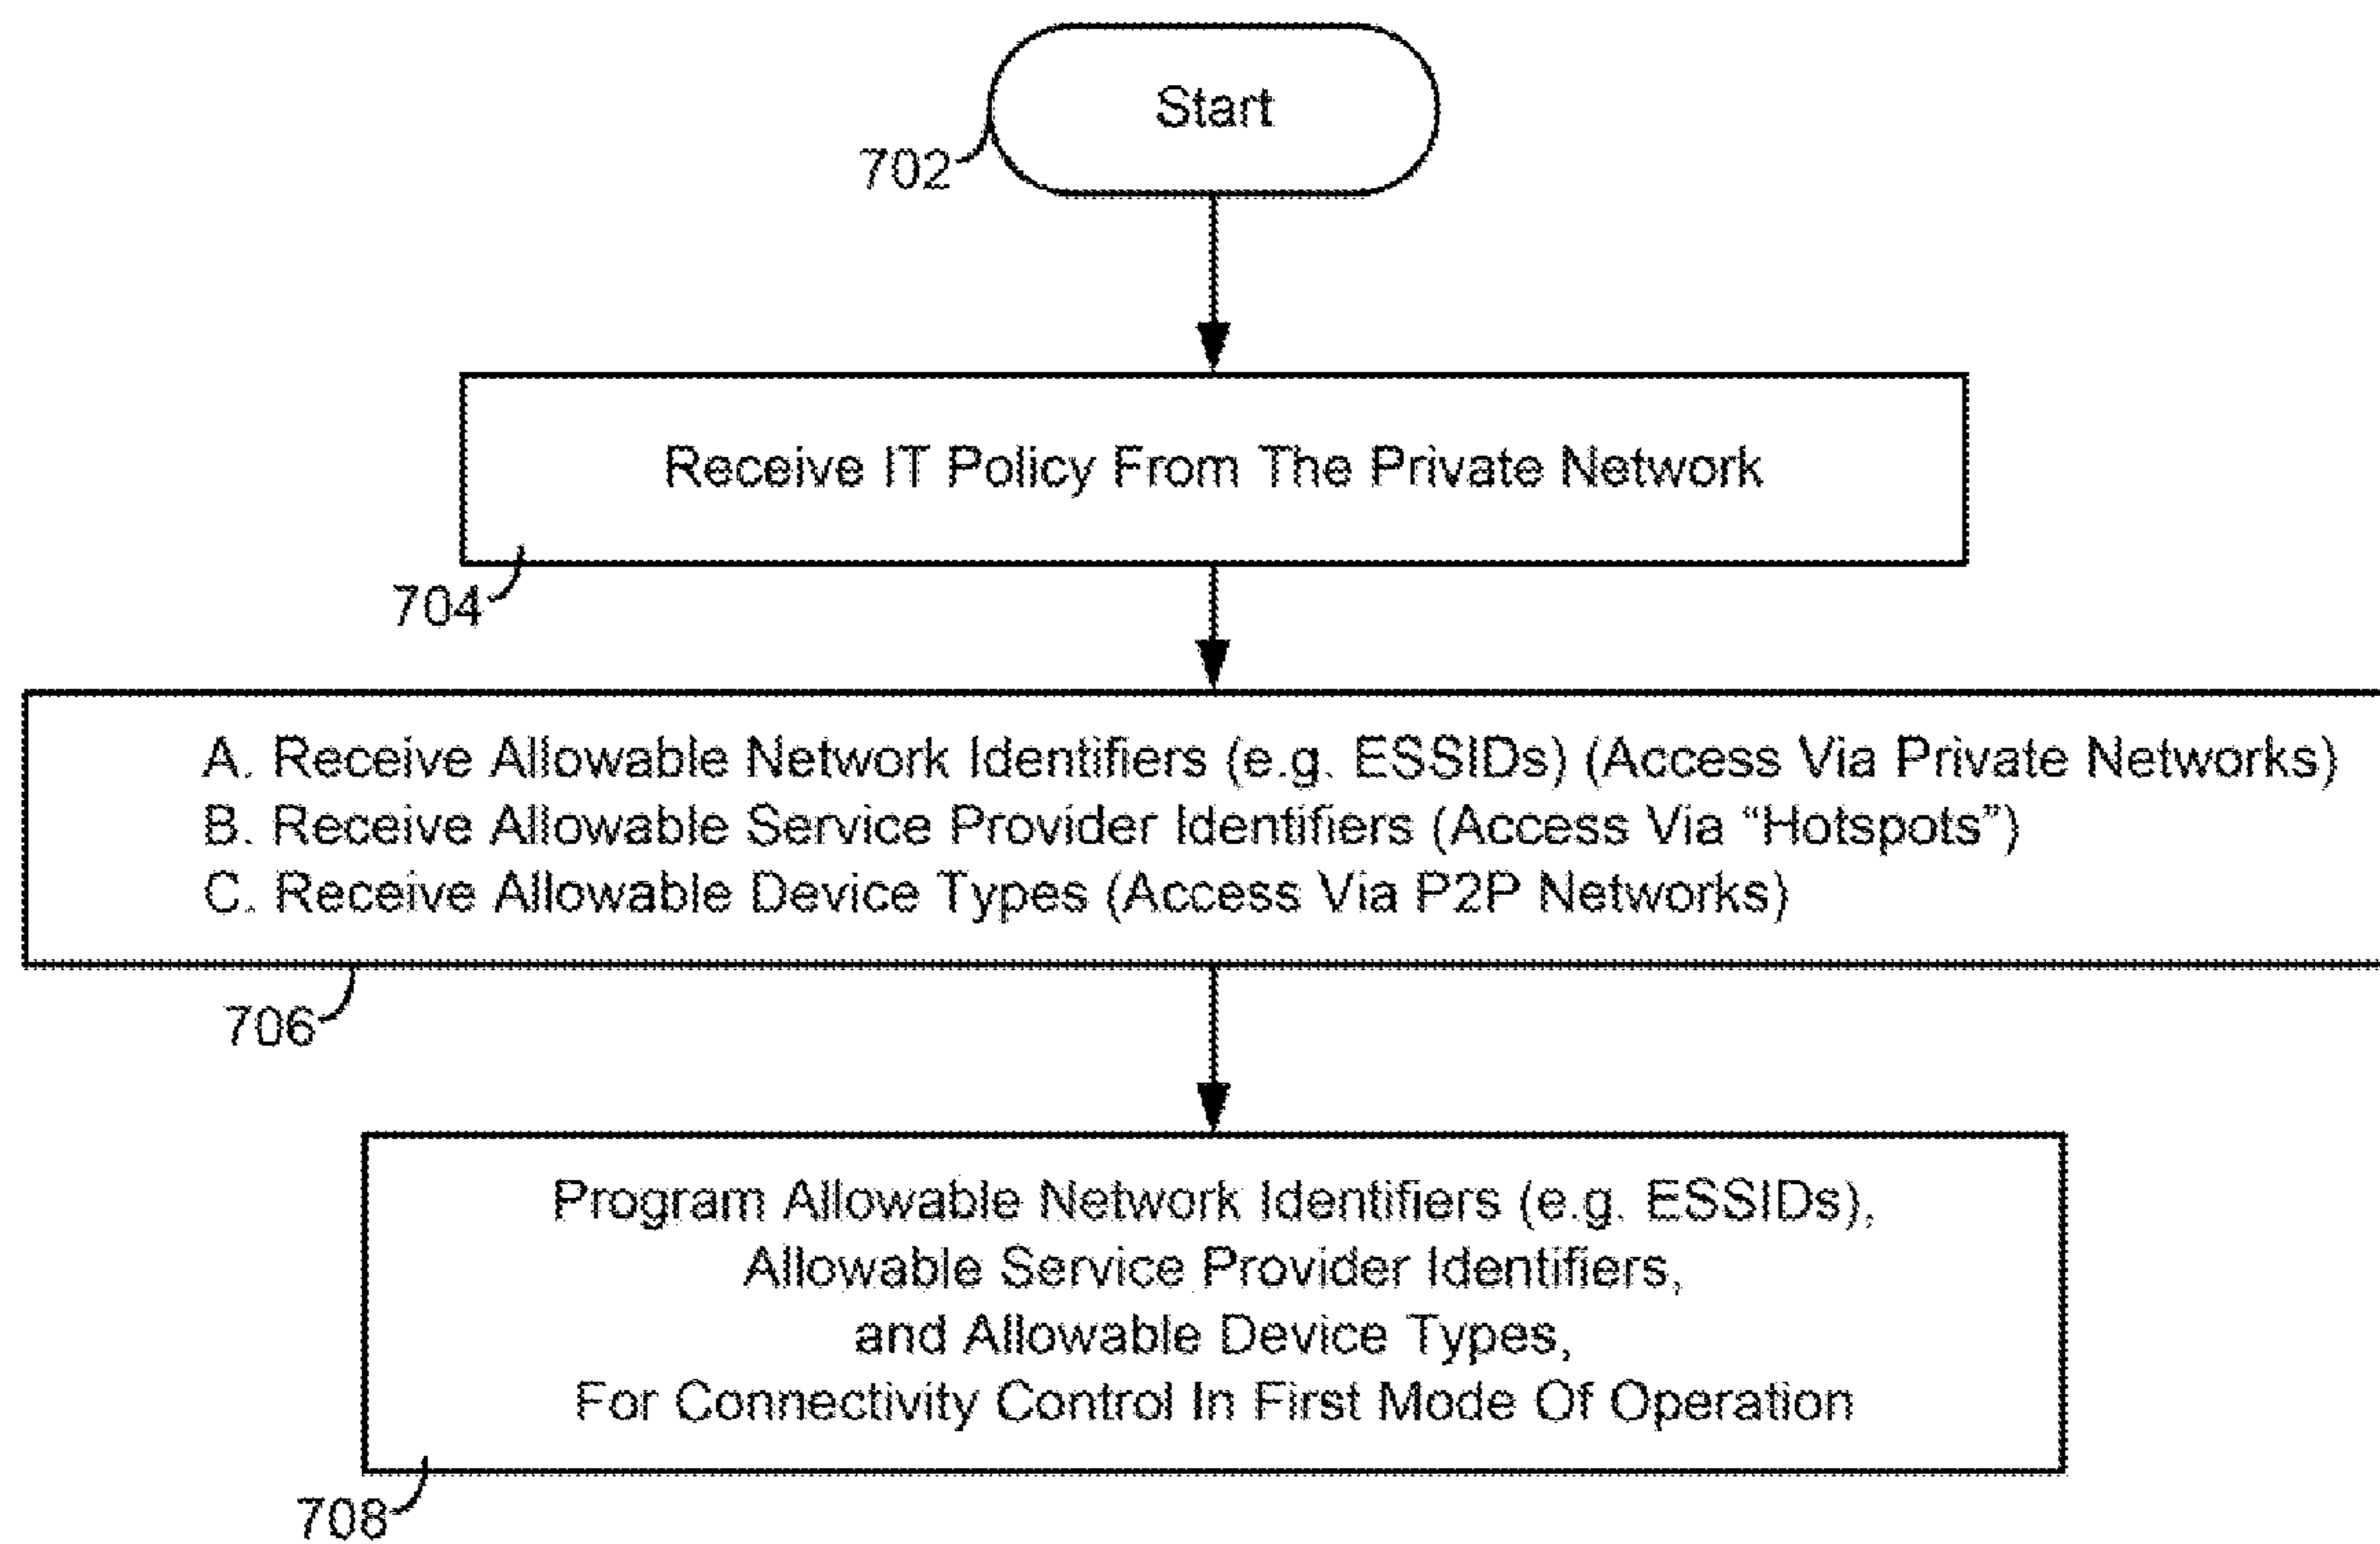 Start
702
Receive IT Policy From The Private Network
704
A. Receive Allowable Network Identifiers (e.g. ESSIDs) (Access Via Private Networks)
B. Receive Allowable Service Provider Identifiers (Access Via “Hotspots”)
C. Receive Allowable Device Types (Access Via P2P Networks)
706
Program Allowable Network Identifiers (e.g. ESSIDs),
Allowable Service Provider Identifiers,
and Allowable Device Types,
For Connectivity Control In First Mode Of Operation
708